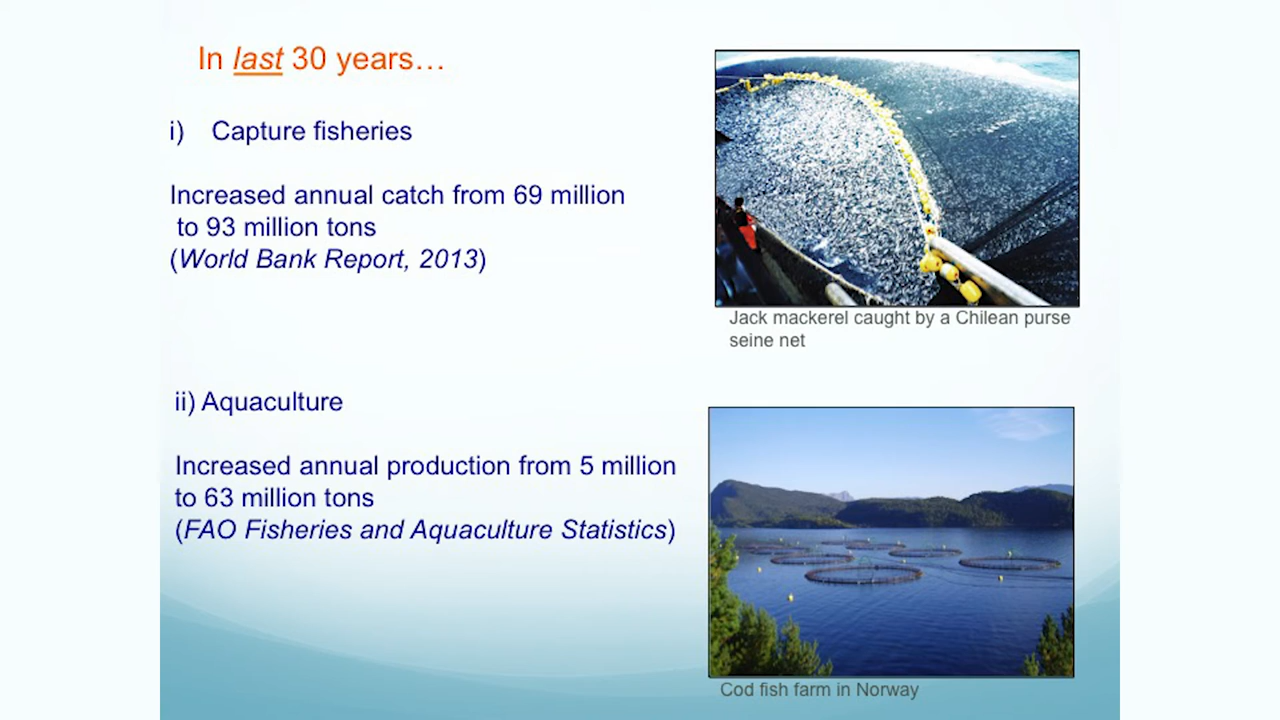 In last 30 years…
i) Capture fisheries
Increased annual catch from 69 million
to 93 million tons
(World Bank Report, 2013)
Jack mackerel caught by a Chilean purse
seine net
ii) Aquaculture
Increased annual production from 5 million
to 63 million tons
(FAO Fisheries and Aquaculture Statistics)
Cod fish farm in Norway